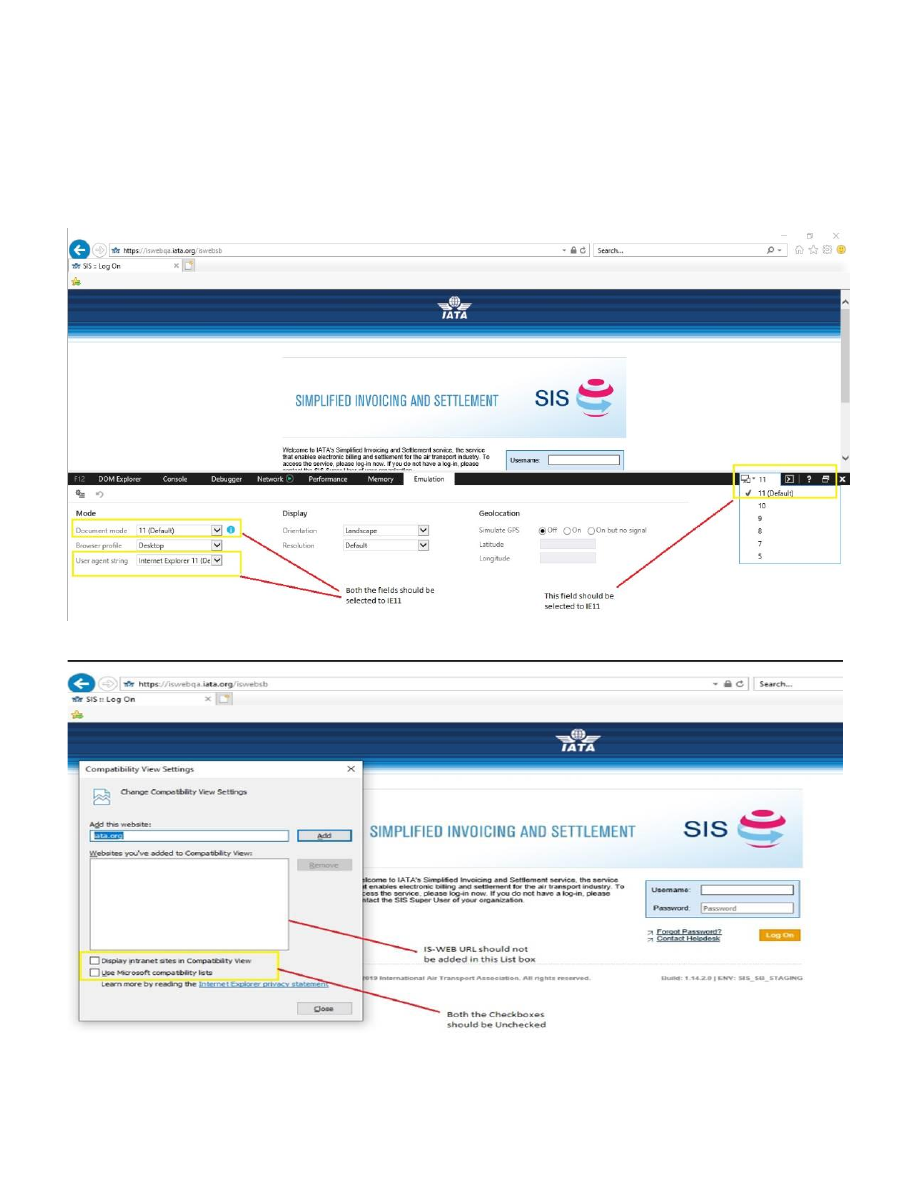 https://iswebqa.iata.org/iswebsb
Search...
SIS :: Log On
IATA
SIMPLIFIED INVOICING AND SETTLEMENT
SIS
Welcome to IATA's Simplified Invoicing and Settlement service, the service
that enables electronic billing and settlement for the air transport industry. To
access the service, please log-in now. If you do not have a log-in, please
contact the SIS Super User of your organization.
Username:
F12 DOM Explorer Console Debugger Network Performance Memory Emulation
11
? 
11 (Default)
10
9
8
7
5
Mode
Document mode 11 (Default)
Browser profile Desktop
User agent string Internet Explorer 11 (De
Display
Orientation Landscape
Resolution Default
Geolocation
Simulate GPS Off On On but no signal
Latitude
Longitude
Both the fields should be
selected to IE11
This field should be
selected to IE11
https://iswebqa.iata.org/iswebsb
Search...
SIS :: Log On
IATA
Compatibility View Settings
Change Compatibility View Settings
Add this website:
iata.org
Add
Websites you've added to Compatibility View:
Remove
Display intranet sites in Compatibility View
Use Microsoft compatibility lists
Learn more by reading the Internet Explorer privacy statement
Close
SIMPLIFIED INVOICING AND SETTLEMENT
SIS
elcome to IATA's Simplified Invoicing and Settlement service, the service
at enables electronic billing and settlement for the air transport industry. To
cess the service, please log-in now. If you do not have a log-in, please
ntact the SIS Super User of your organization.
Username:
Password: Password
Forgot Password?
Contact Helpdesk
Log On
IS-WEB URL should not
be added in this List box
2019 International Air Transport Association. All rights reserved.
Build: 1.14.2.0 | ENV: SIS_SB_STAGING
Both the Checkboxes
should be Unchecked